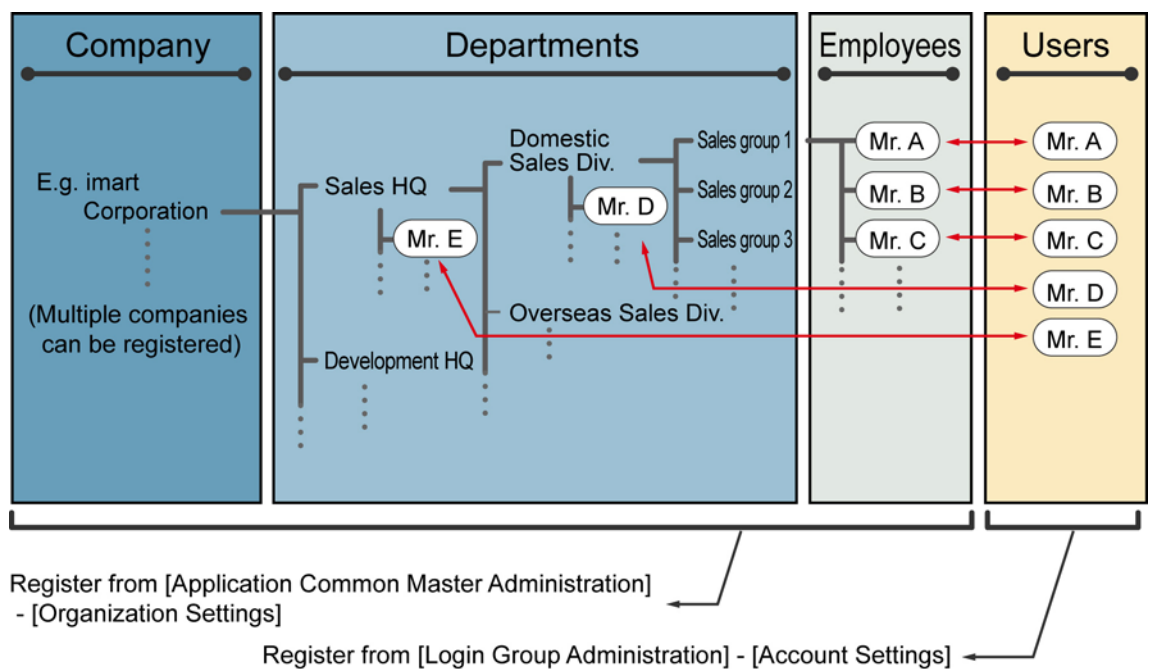 Company
Departments
Employees
Users
E.g. imart
Corporation
(Multiple companies
can be registered)
Sales HQ
Mr. E
Development HQ
Domestic
Sales Div.
Mr. D
Overseas Sales Div.
Sales group 1
Sales group 2
Sales group 3
Mr. A
Mr. B
Mr. C
Mr. A
Mr. B
Mr. C
Mr. D
Mr. E
Register from [Application Common Master Administration]
- [Organization Settings]
Register from [Login Group Administration] - [Account Settings]